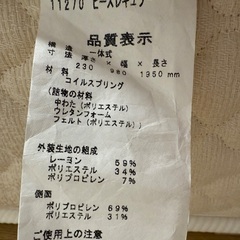 11270 ピースレギュラ
品質表示
構造 一体式
寸法 厚さ × 幅 × 長さ
230 980 1950mm
材料
コイルスプリング
(詰物の材料)
中わた(ポリエステル)
ウレタンフォーム
フェルト(ポリエステル)
外装生地の組成
レーヨン 59%
ポリエステル 34%
ポリプロピレン 7%
側面
ポリプロピレン 69%
ポリエステル 31%
ご使用上の注意